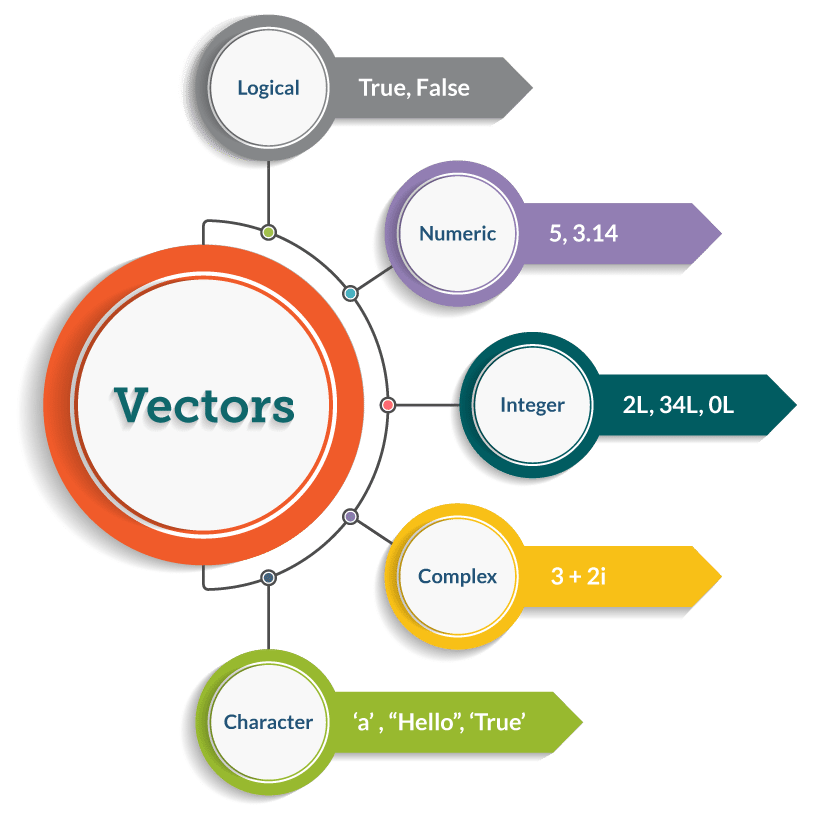 Logical
True, False
Numeric
5, 3.14
Vectors
Integer
2L, 34L, 0L
Complex
3 + 2i
Character
‘a’ , “Hello”, ‘True’